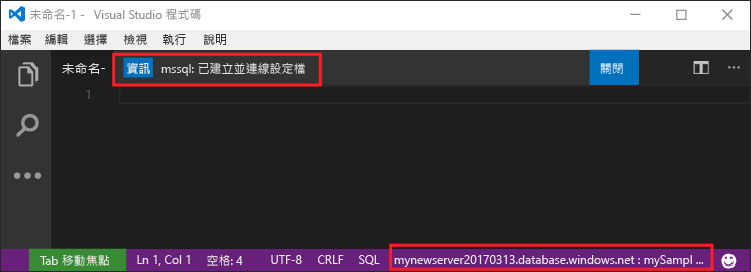 未命名-1 - Visual Studio 程式碼
檔案 編輯 選擇 檢視 執行 說明
未命名- 資訊 mssql: 已建立並連線設定檔 關閉 ...
1
Tab 移動焦點 Ln 1, Col 1 空格: 4 UTF-8 CRLF SQL mynewserver20170313.database.windows.net : mySampl ...